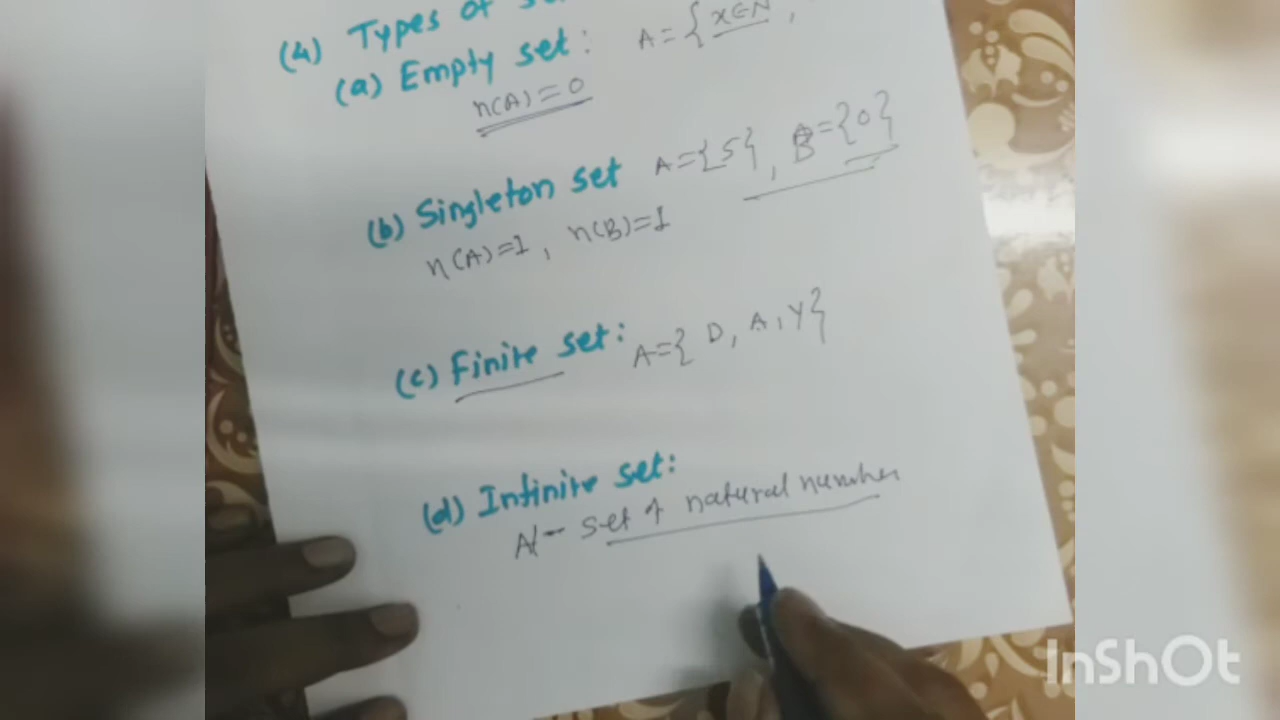 (4) Types of
(a) Empty set: A = { x ∈ N ,
n(A) = 0
(b) Singleton set A = {5}, B = {0}
n(A) = 1, n(B) = 1
(c) Finite set: A = { D, A, Y }
(d) Infinite set:
N - set of natural number
InShOt